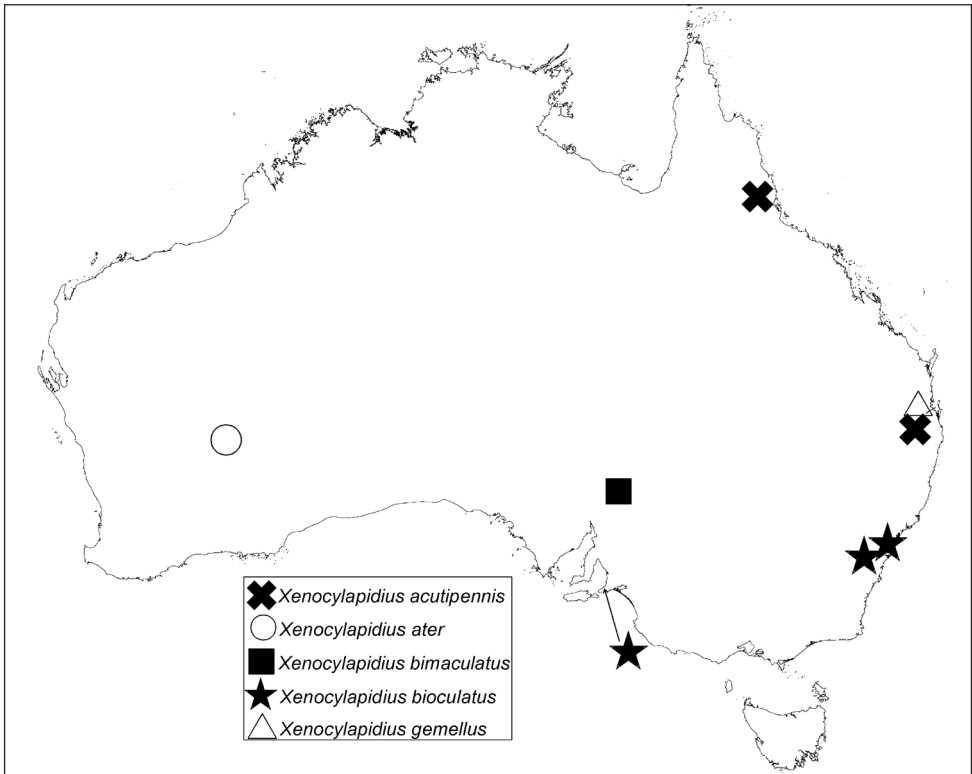 Xenocylapidius acutipennis
Xenocylapidius ater
Xenocylapidius bimaculatus
Xenocylapidius bioculatus
Xenocylapidius gemellus